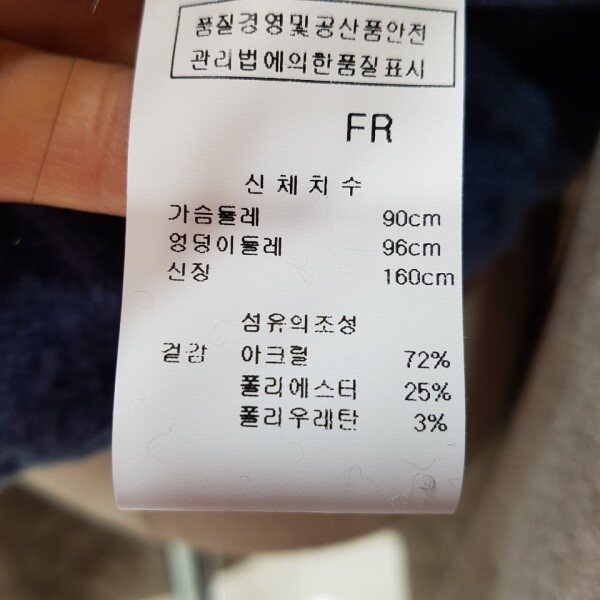 품질경영및공산품안전
관리법에의한품질표시
FR
신체치수
가슴둘레 90cm
엉덩이둘레 96cm
신장 160cm
섬유의조성
겉감 아크릴 72%
폴리에스터 25%
폴리우레탄 3%